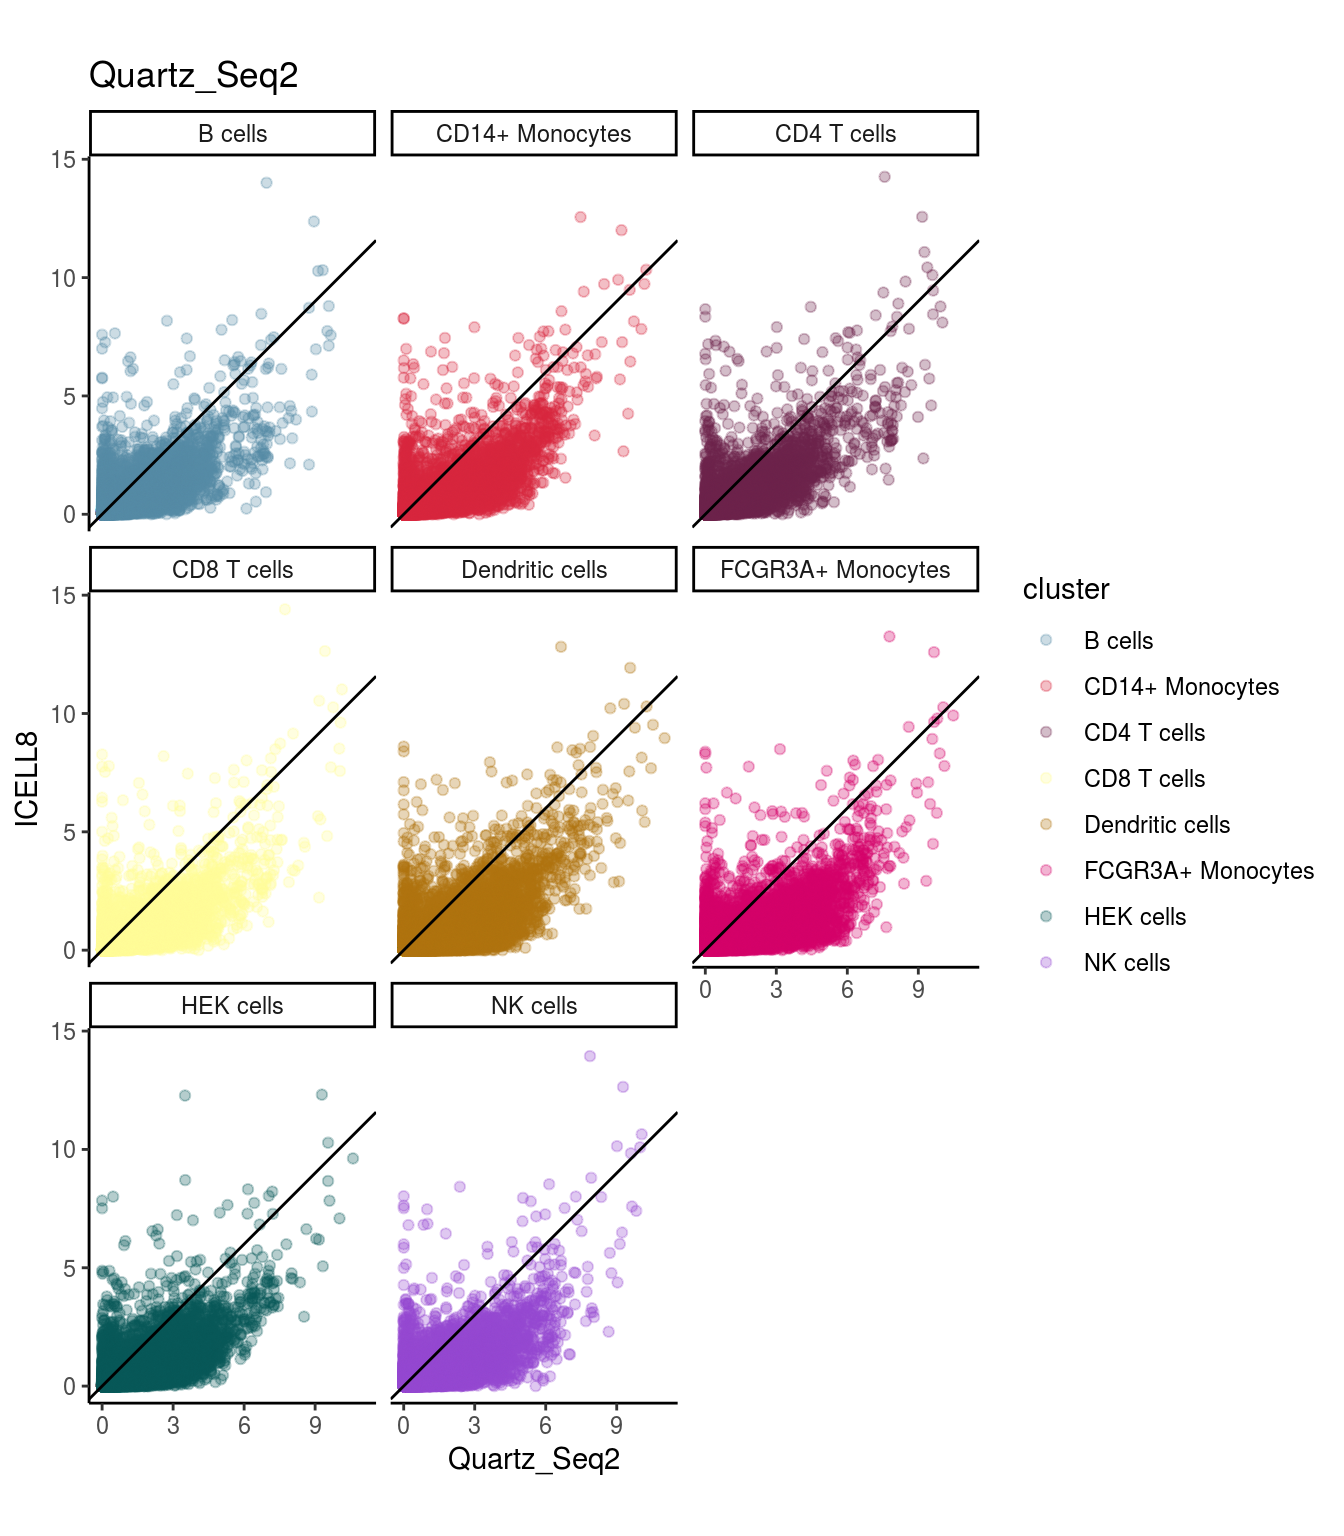 Quartz_Seq2
B cells
CD14+ Monocytes
CD4 T cells
15
10
5
0
CD8 T cells
Dendritic cells
FCGR3A+ Monocytes
15
10
5
0
0 3 6 9
HEK cells
NK cells
15
10
5
0
0 3 6 9
0 3 6 9
Quartz_Seq2
ICELL8
cluster
B cells
CD14+ Monocytes
CD4 T cells
CD8 T cells
Dendritic cells
FCGR3A+ Monocytes
HEK cells
NK cells